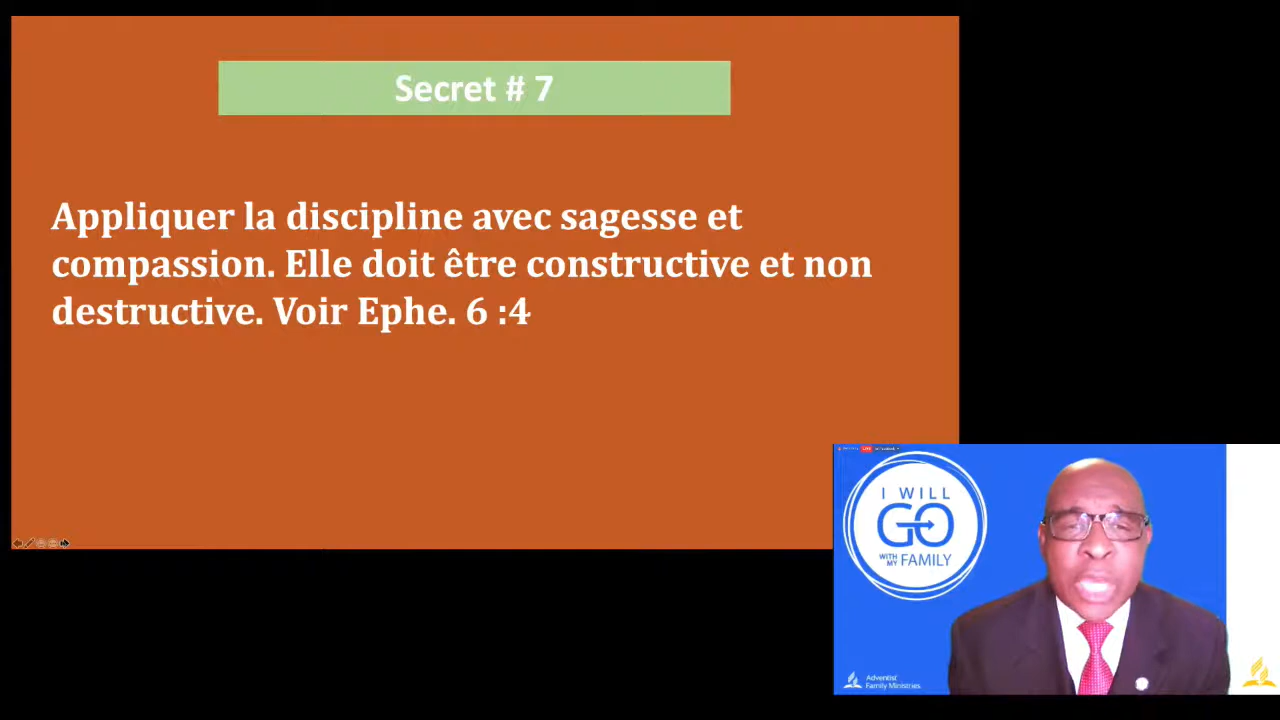 Secret # 7
Appliquer la discipline avec sagesse et
compassion. Elle doit être constructive et non
destructive. Voir Ephe. 6 :4
I WILL
GO
WITH MY FAMILY
Adventist
Family Ministries